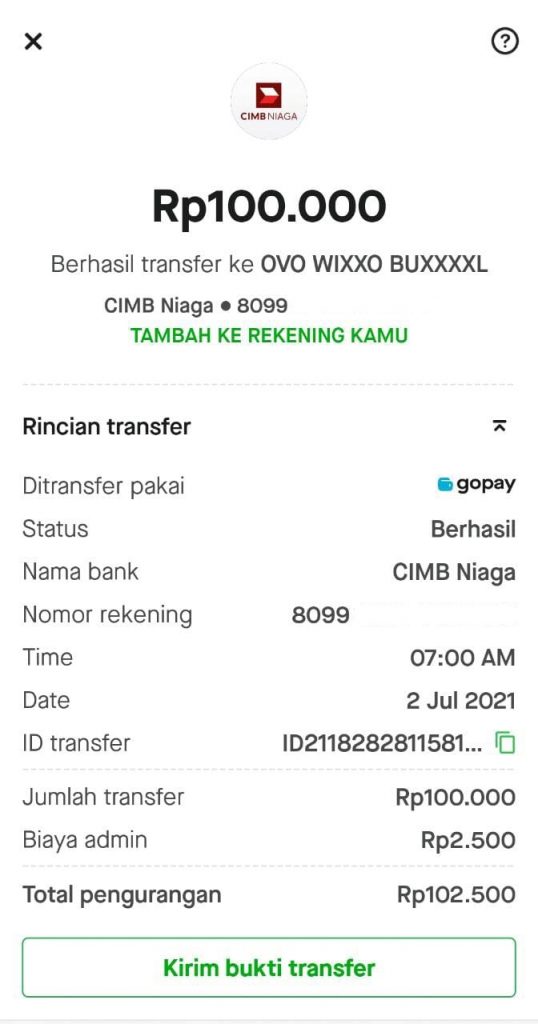 CIMB NIAGA
Rp100.000
Berhasil transfer ke OVO WIXXO BUXXXXL
CIMB Niaga • 8099
TAMBAH KE REKENING KAMU
Rincian transfer
Ditransfer pakai gopay
Status Berhasil
Nama bank CIMB Niaga
Nomor rekening 8099
Time 07:00 AM
Date 2 Jul 2021
ID transfer ID2118282811581...
Jumlah transfer Rp100.000
Biaya admin Rp2.500
Total pengurangan Rp102.500
Kirim bukti transfer